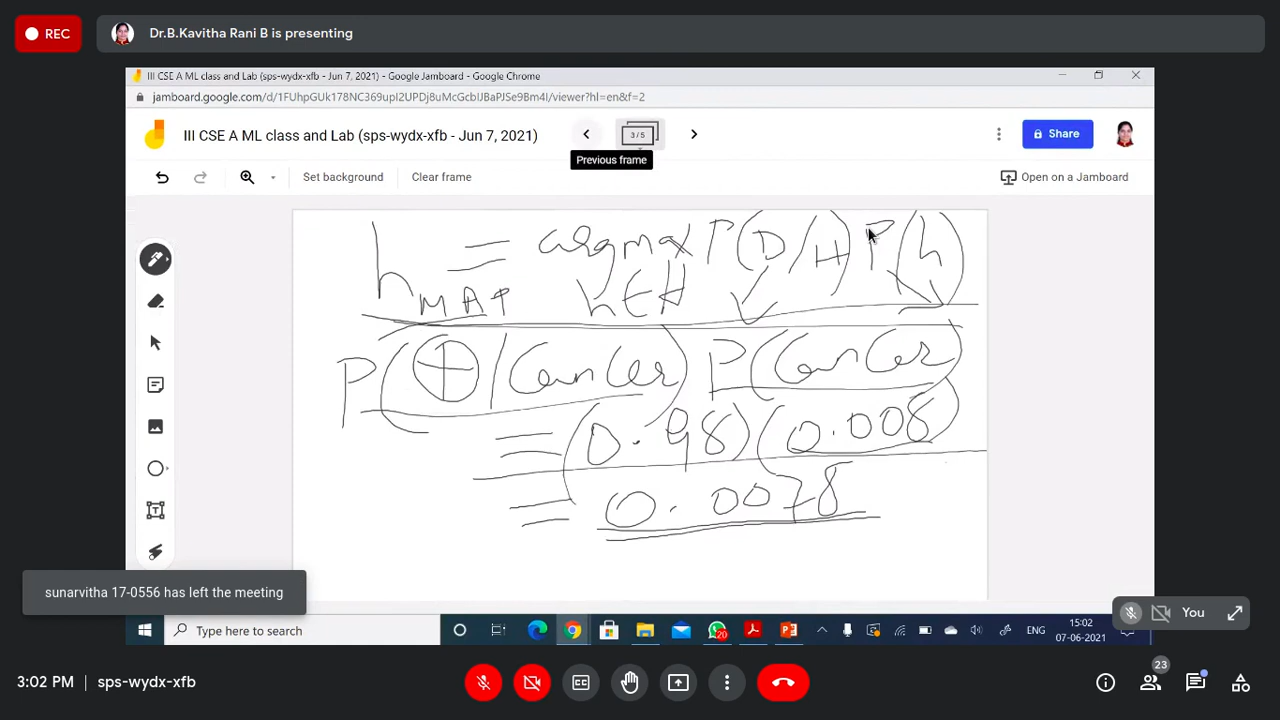 REC
Dr.B.Kavitha Rani B is presenting
III CSE A ML class and Lab (sps-wydx-xfb - Jun 7, 2021) - Google Jamboard - Google Chrome
jamboard.google.com/d/1FUhpGUk178NC369upI2UPDj8uMcGcbIJBaPJSe9Bm4I/viewer?hl=en&f=2
III CSE A ML class and Lab (sps-wydx-xfb - Jun 7, 2021)
3 / 5
Share
Previous frame
Set background
Clear frame
Open on a Jamboard
h MAP = argmax h∈H P(D/H) P(h)
P(⊕/Cancer) P(Cancer)
= (0.98)(0.008)
= 0.0078
sunarvitha 17-0556 has left the meeting
You
Type here to search
20
ENG
15:02
07-06-2021
3:02 PM | sps-wydx-xfb
23